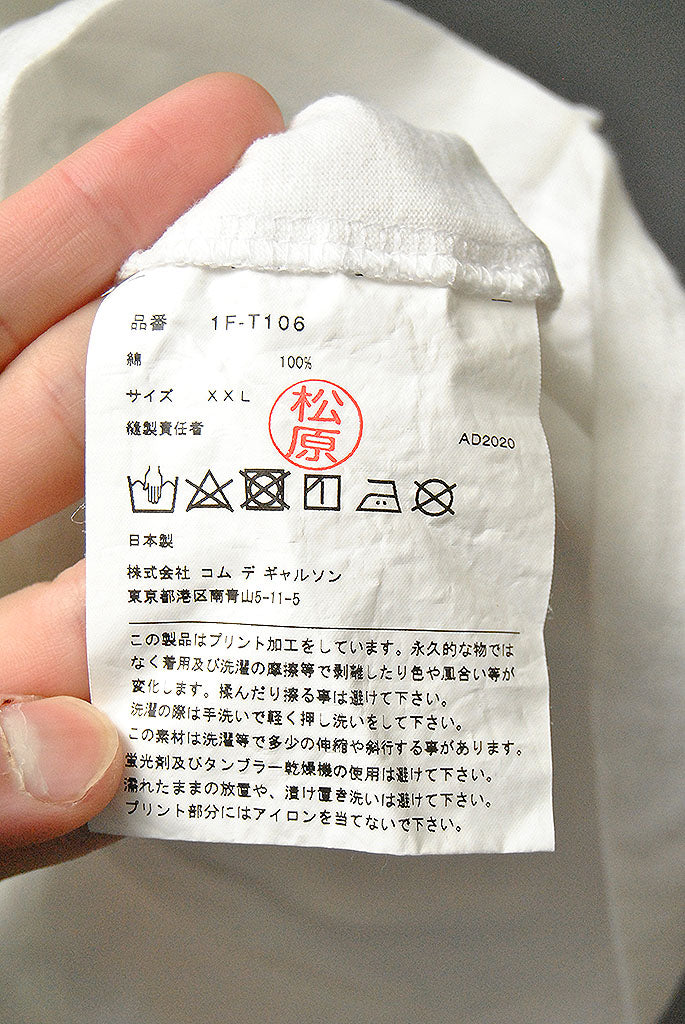 品番 1F-T106
綿 100%
サイズ XXL
松原
縫製責任者
AD2020
日本製
株式会社 コム デ ギャルソン
東京都港区南青山5-11-5
この製品はプリント加工をしています。永久的な物では
なく着用及び洗濯の摩擦等で剥離したり色や風合い等が
変化します。揉んだり擦る事は避けて下さい。
洗濯の際は手洗いで軽く押し洗いをして下さい。
この素材は洗濯等で多少の伸縮や斜行する事があります。
蛍光剤及びタンブラー乾燥機の使用は避けて下さい。
濡れたままの放置や、漬け置き洗いは避けて下さい。
プリント部分にはアイロンを当てないで下さい。